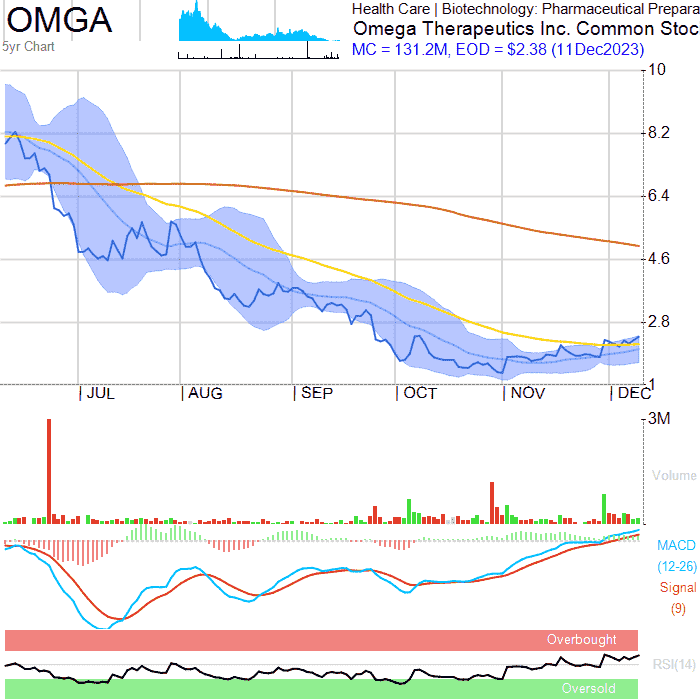 OMGA
5yr Chart
Health Care | Biotechnology: Pharmaceutical Prepara
Omega Therapeutics Inc. Common Stoc
MC = 131.2M, EOD = $2.38 (11Dec2023)
10
8.2
6.4
4.6
2.8
1
| JUL | AUG | SEP | OCT | NOV | DEC
3M
Volume
MACD
(12-26)
Signal
(9)
Overbought
RSI(14)
Oversold